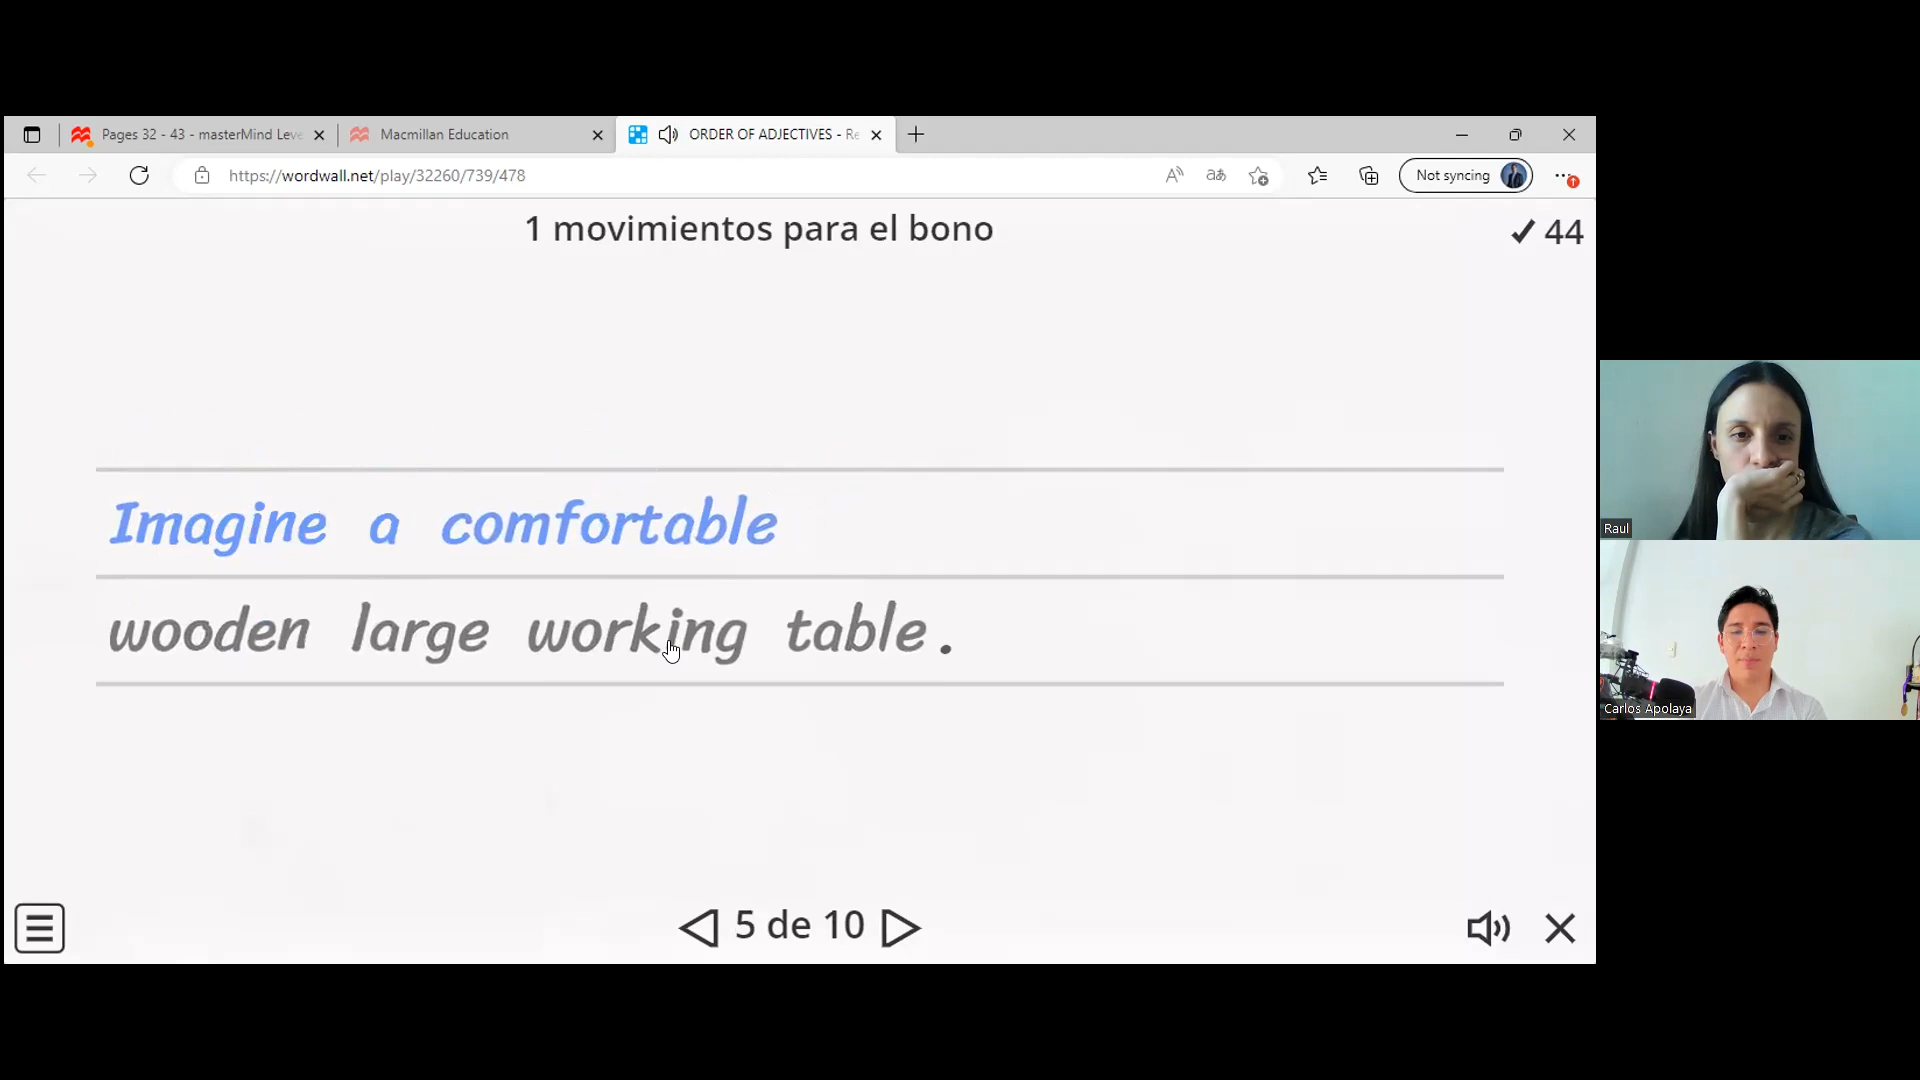 Pages 32 - 43 - masterMind Leve
Macmillan Education
ORDER OF ADJECTIVES - Re
https://wordwall.net/play/32260/739/478
Not syncing
1 movimientos para el bono
44
Imagine a comfortable
wooden large working table.
Raul
Carlos Apolaya
5 de 10